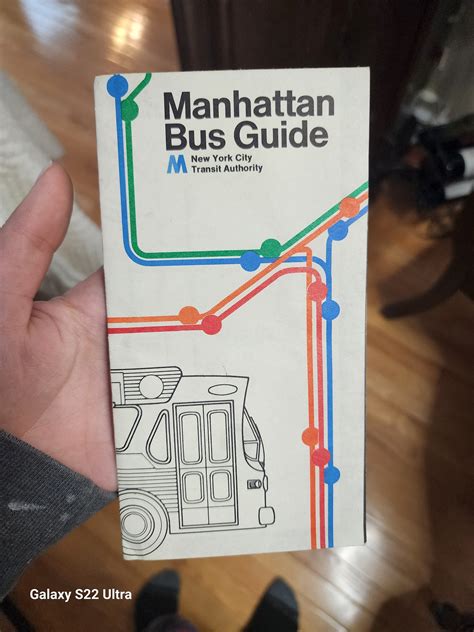 Manhattan
Bus Guide
M New York City
Transit Authority
Galaxy S22 Ultra